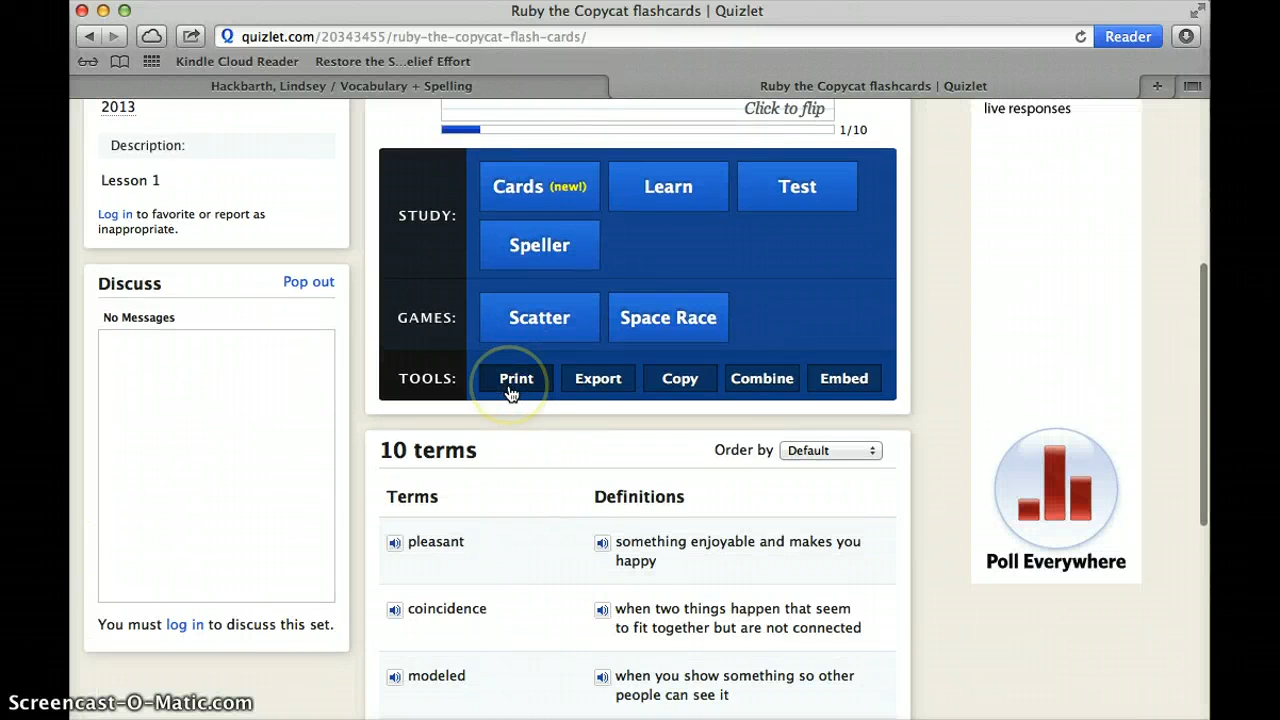 Ruby the Copycat flashcards | Quizlet
quizlet.com/20343455/ruby-the-copycat-flash-cards/
Reader
Kindle Cloud Reader
Restore the S...elief Effort
Hackbarth, Lindsey / Vocabulary + Spelling
Ruby the Copycat flashcards | Quizlet
2013
Description:
Lesson 1
Log in to favorite or report as
inappropriate.
Discuss
Pop out
No Messages
You must log in to discuss this set.
Click to flip
1/10
STUDY:
Cards (new!)
Learn
Test
Speller
GAMES:
Scatter
Space Race
TOOLS:
Print
Export
Copy
Combine
Embed
10 terms
Order by
Default
Terms
Definitions
pleasant
something enjoyable and makes you
happy
coincidence
when two things happen that seem
to fit together but are not connected
modeled
when you show something so other
people can see it
live responses
Poll Everywhere
Screencast-O-Matic.com